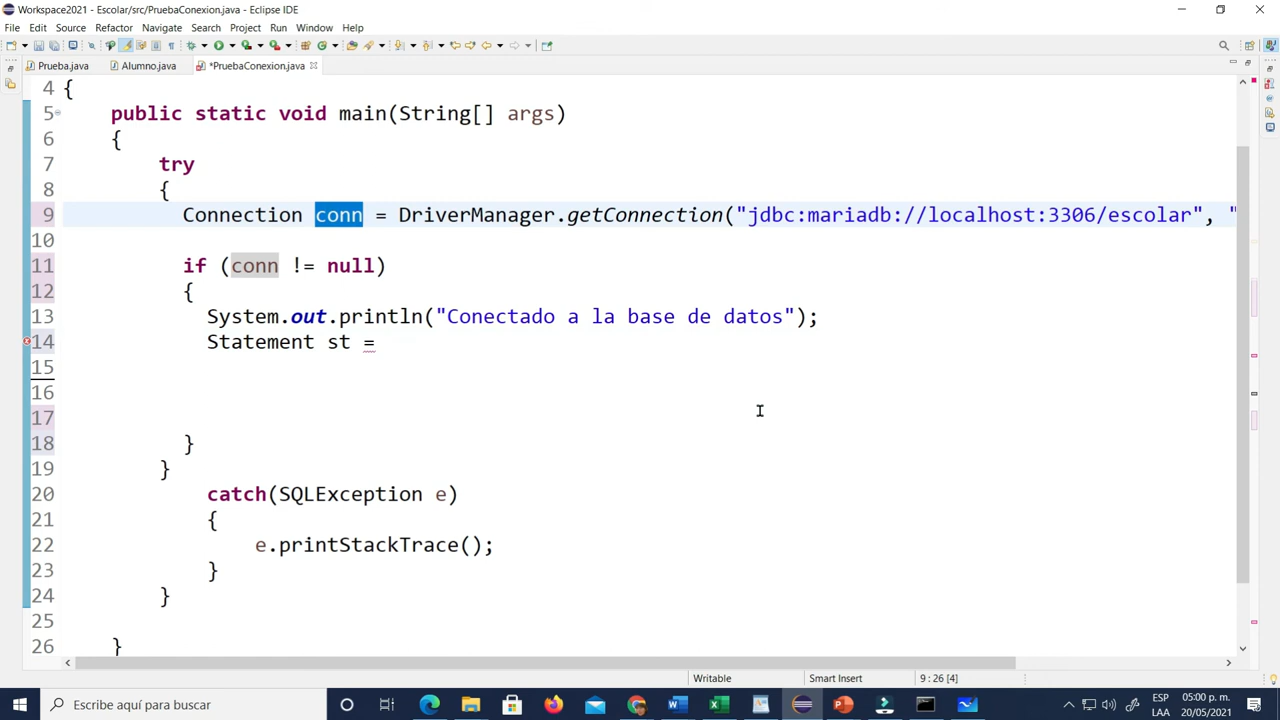 Workspace2021 - Escolar/src/PruebaConexion.java - Eclipse IDE
File Edit Source Refactor Navigate Search Project Run Window Help
Prueba.java Alumno.java *PruebaConexion.java
4 {
5 public static void main(String[] args)
6 {
7 try
8 {
9 Connection conn = DriverManager.getConnection("jdbc:mariadb://localhost:3306/escolar", "
10
11 if (conn != null)
12 {
13 System.out.println("Conectado a la base de datos");
14 Statement st =
15
16
17
18 }
19 }
20 catch(SQLException e)
21 {
22 e.printStackTrace();
23 }
24 }
25
26 }
Writable Smart Insert 9 : 26 [4]
Escribe aquí para buscar
ESP 05:00 p. m.
LAA 20/05/2021